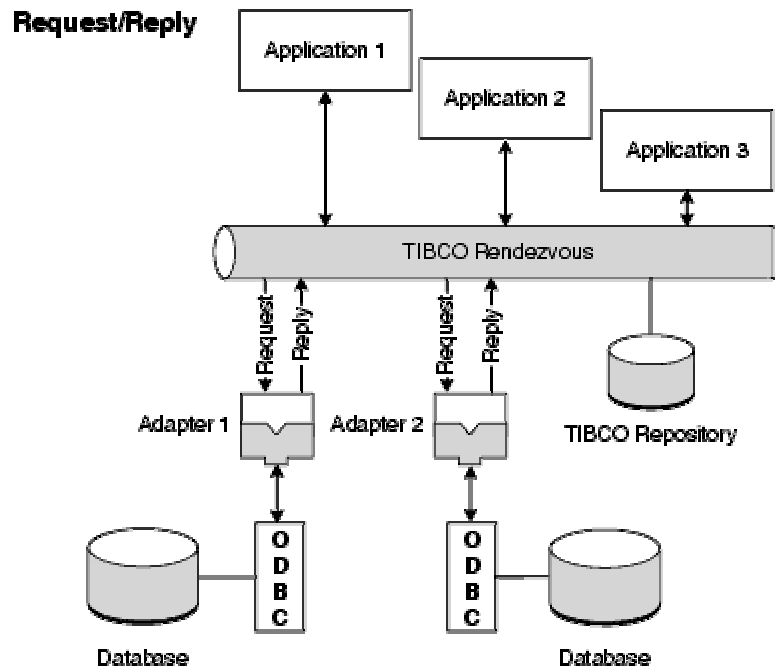 Request/Reply
Application 1
Application 2
Application 3
TIBCO Rendezvous
Request
Reply
Request
Reply
Adapter 1
Adapter 2
TIBCO Repository
O
D
B
C
O
D
B
C
Database
Database